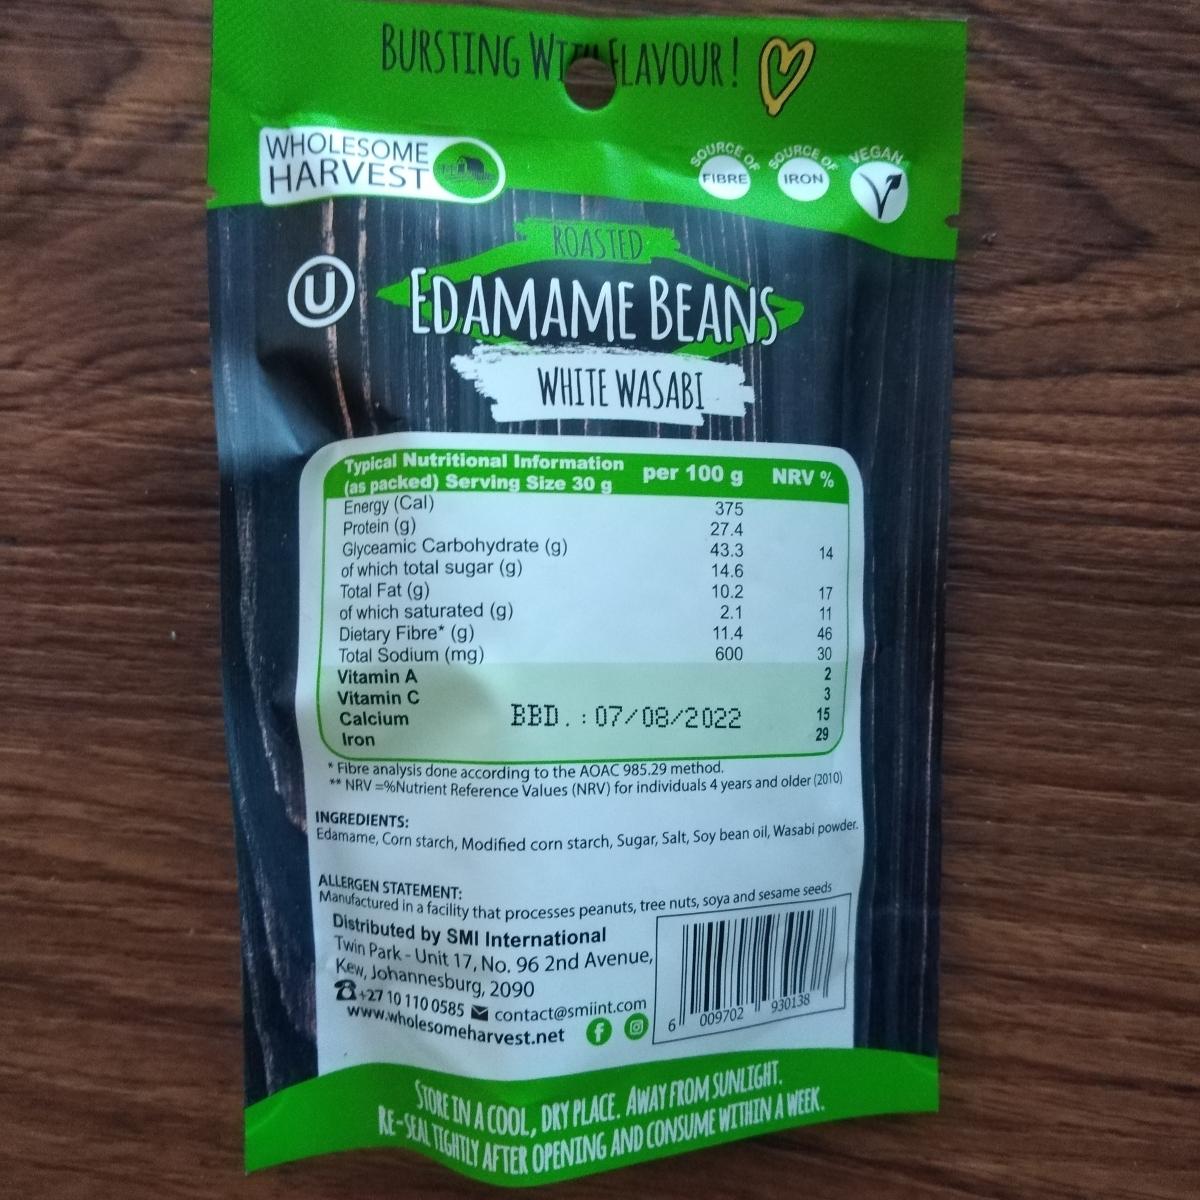 BURSTING WITH FLAVOUR!
WHOLESOME
HARVEST
SOURCE OF
FIBRE
SOURCE OF
IRON
VEGAN
V
ROASTED
U
EDAMAME BEANS
WHITE WASABI
Typical Nutritional Information
(as packed) Serving Size 30 g per 100 g NRV %
Energy (Cal) 375
Protein (g) 27.4
Glyceamic Carbohydrate (g) 43.3 14
of which total sugar (g) 14.6
Total Fat (g) 10.2 17
of which saturated (g) 2.1 11
Dietary Fibre* (g) 11.4 46
Total Sodium (mg) 600 30
Vitamin A 2
Vitamin C 3
Calcium 15
Iron 29
BBD.:07/08/2022
* Fibre analysis done according to the AOAC 985.29 method.
** NRV =%Nutrient Reference Values (NRV) for individuals 4 years and older (2010)
INGREDIENTS:
Edamame, Corn starch, Modified corn starch, Sugar, Salt, Soy bean oil, Wasabi powder.
ALLERGEN STATEMENT:
Manufactured in a facility that processes peanuts, tree nuts, soya and sesame seeds
Distributed by SMI International
Twin Park - Unit 17, No. 96 2nd Avenue,
Kew, Johannesburg, 2090
+27 10 110 0585 contact@smiint.com
www.wholesomeharvest.net
6 009702 930138
STORE IN A COOL, DRY PLACE. AWAY FROM SUNLIGHT.
RE-SEAL TIGHTLY AFTER OPENING AND CONSUME WITHIN A WEEK.